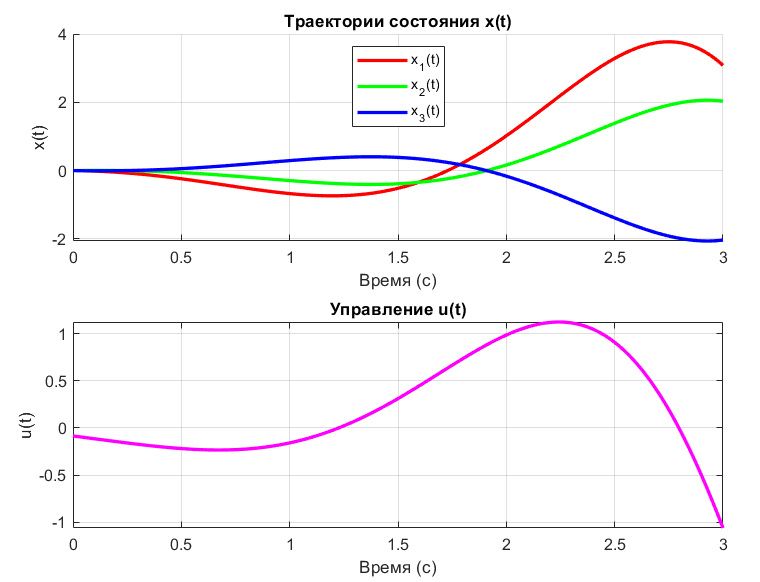 Траектории состояния x(t)
4
2
0
-2
x(t)
x1(t)
x2(t)
x3(t)
0 0.5 1 1.5 2 2.5 3
Время (с)
Управление u(t)
1
0.5
0
-0.5
-1
u(t)
0 0.5 1 1.5 2 2.5 3
Время (с)